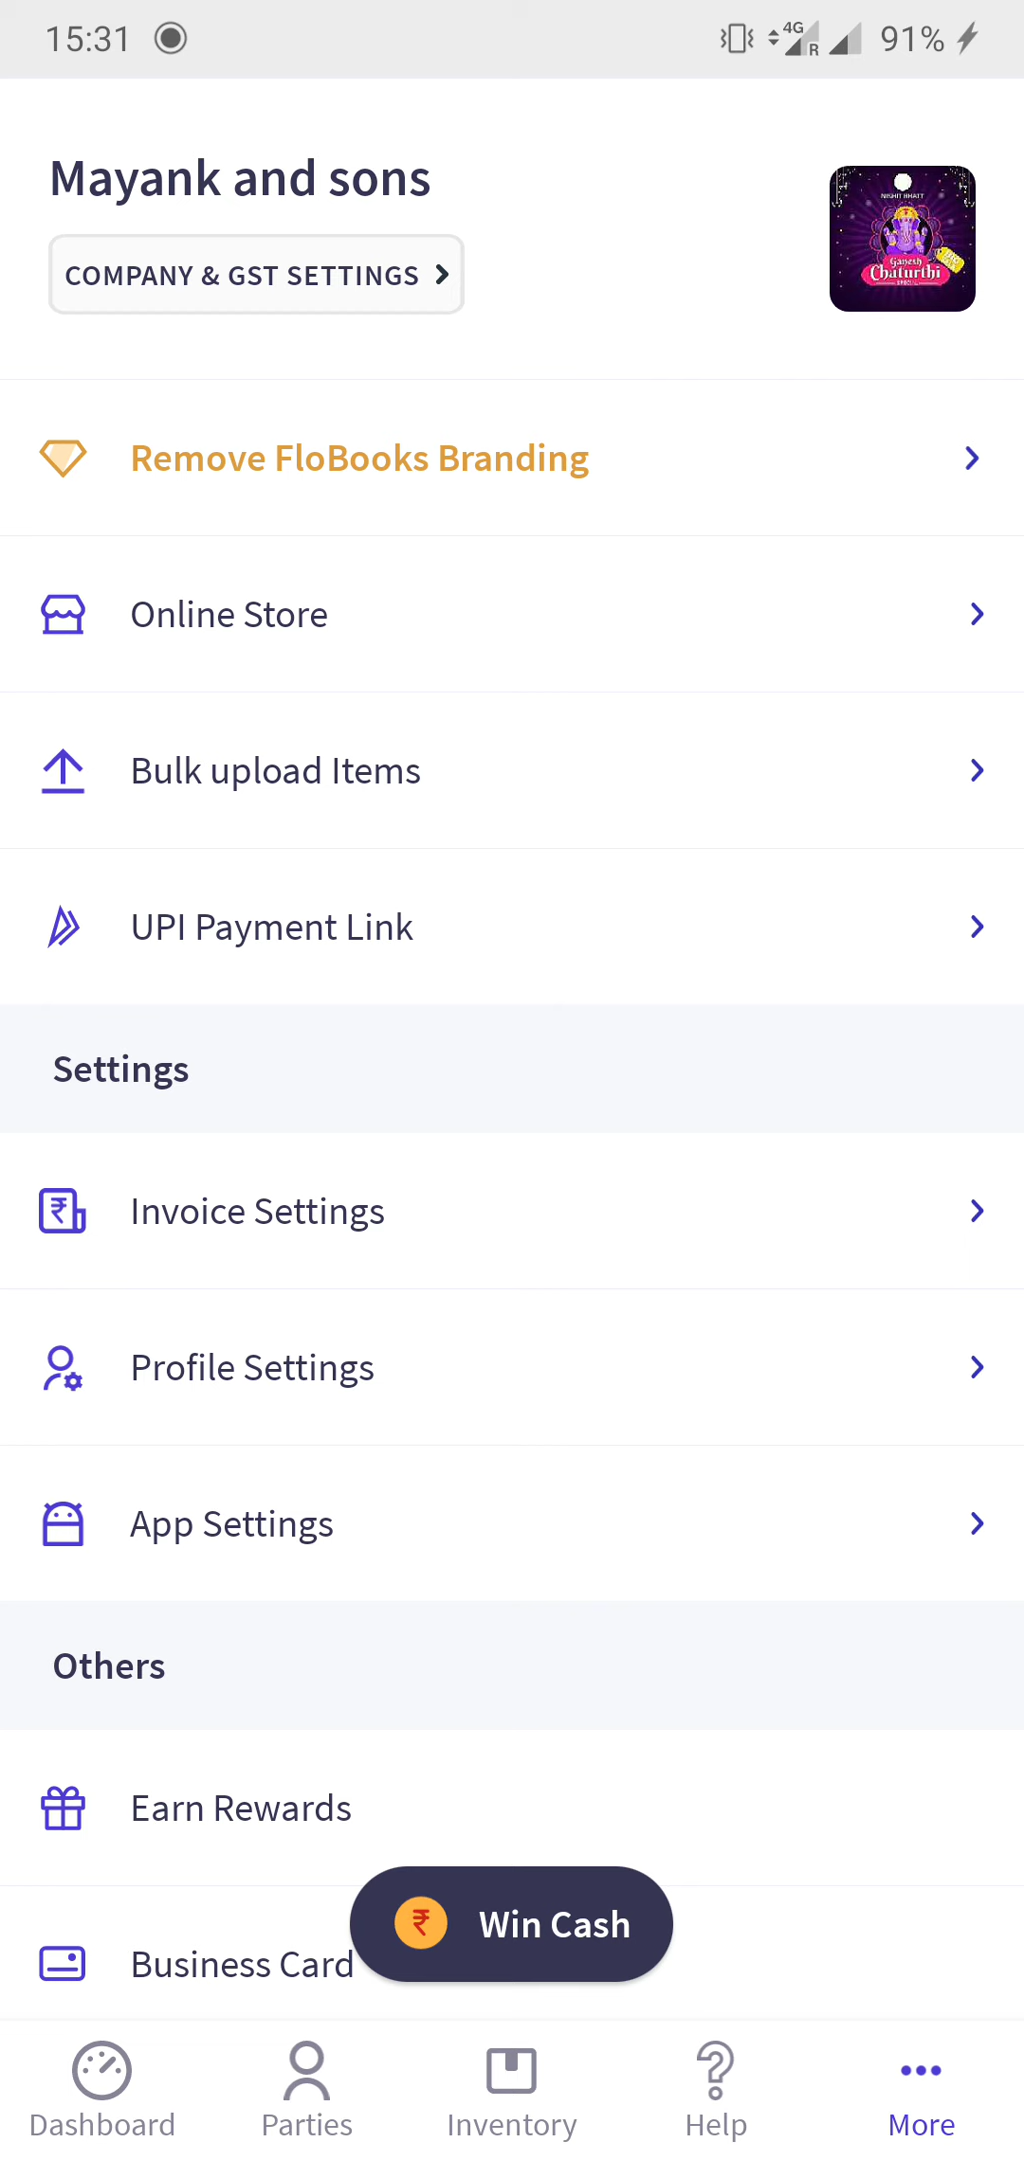 15:31
4G
R
91%
Mayank and sons
COMPANY & GST SETTINGS
NISHIT BHATT
Ganesh
Chaturthi
Remove FloBooks Branding
Online Store
Bulk upload Items
UPI Payment Link
Settings
₹
Invoice Settings
Profile Settings
App Settings
Others
Earn Rewards
₹ Win Cash
Business Card
Dashboard
Parties
Inventory
Help
More